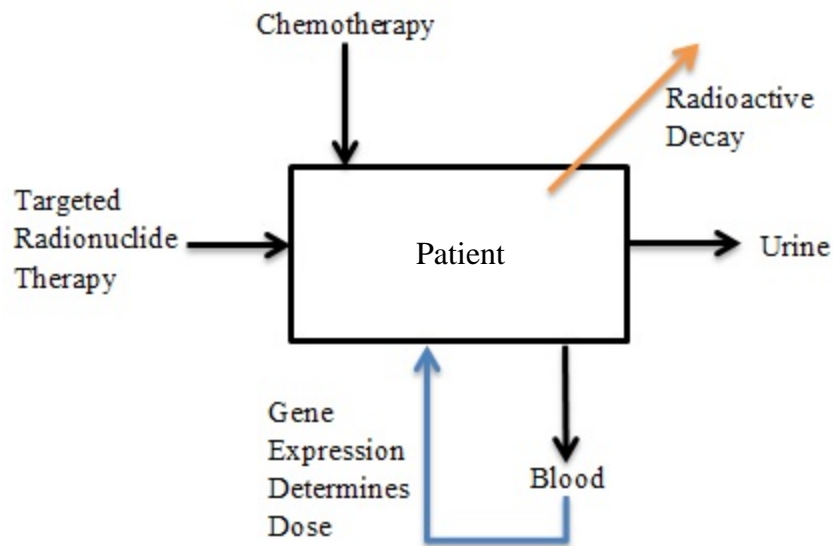 Chemotherapy
Radioactive
Decay
Targeted
Radionuclide
Therapy
Patient
Urine
Gene
Expression
Determines
Dose
Blood